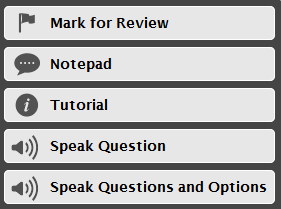 Mark for Review
Notepad
Tutorial
Speak Question
Speak Questions and Options